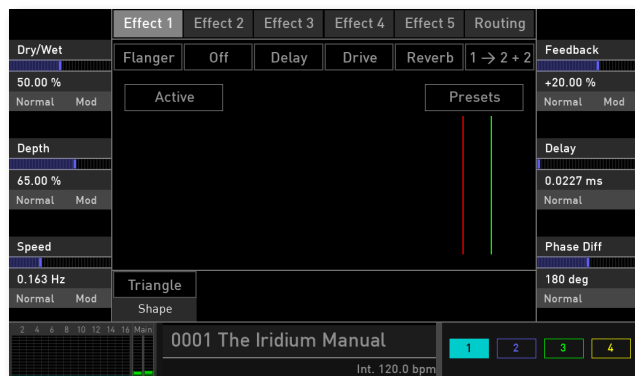 Effect 1 Effect 2 Effect 3 Effect 4 Effect 5 Routing
Flanger Off Delay Drive Reverb 1 → 2 + 2
Dry/Wet
50.00 %
Normal Mod
Depth
65.00 %
Normal Mod
Speed
0.163 Hz
Normal Mod
Active
Presets
Triangle
Shape
Feedback
+20.00 %
Normal Mod
Delay
0.0227 ms
Normal
Phase Diff
180 deg
Normal
2 4 6 8 10 12 14 16 Main
0001 The Iridium Manual
Int. 120.0 bpm
1 2 3 4